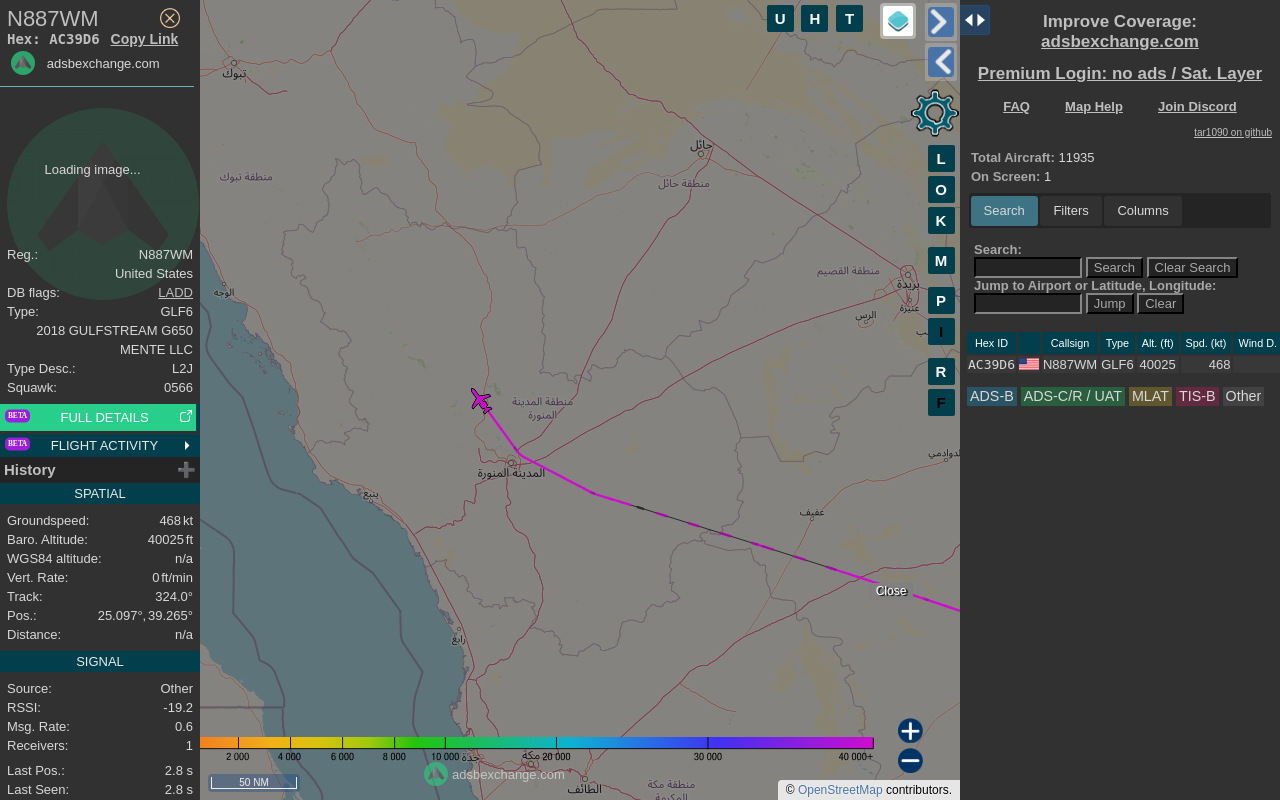 N887WM
Hex: AC39D6 Copy Link
adsbexchange.com
Loading image...
Reg.: N887WM
United States
DB flags: LADD
Type: GLF6
2018 GULFSTREAM G650
MENTE LLC
Type Desc.: L2J
Squawk: 0566
BETA FULL DETAILS
BETA FLIGHT ACTIVITY
History
SPATIAL
Groundspeed: 468 kt
Baro. Altitude: 40025 ft
WGS84 altitude: n/a
Vert. Rate: 0 ft/min
Track: 324.0°
Pos.: 25.097°, 39.265°
Distance: n/a
SIGNAL
Source: Other
RSSI: -19.2
Msg. Rate: 0.6
Receivers: 1
Last Pos.: 2.8 s
Last Seen: 2.8 s
U H T
L
O
K
M
P
I
R
F
تبوك
منطقة تبوك
حائل
منطقة حائل
منطقة القصيم
بريدة
عنيزة
الرس
الوجه
منطقة المدينة
المنورة
المدينة المنورة
ينبع
الدوادمي
عفيف
Close
رابغ
جدة
مكة
منطقة مكة
المكرمة
الطائف
2 000 4 000 6 000 8 000 10 000 20 000 30 000 40 000+
adsbexchange.com
50 NM
© OpenStreetMap contributors.
Improve Coverage:
adsbexchange.com
Premium Login: no ads / Sat. Layer
FAQ Map Help Join Discord
tar1090 on github
Total Aircraft: 11935
On Screen: 1
Search Filters Columns
Search:
Search Clear Search
Jump to Airport or Latitude, Longitude:
Jump Clear
Hex ID Callsign Type Alt. (ft) Spd. (kt) Wind D.
AC39D6 N887WM GLF6 40025 468
ADS-B ADS-C/R / UAT MLAT TIS-B Other